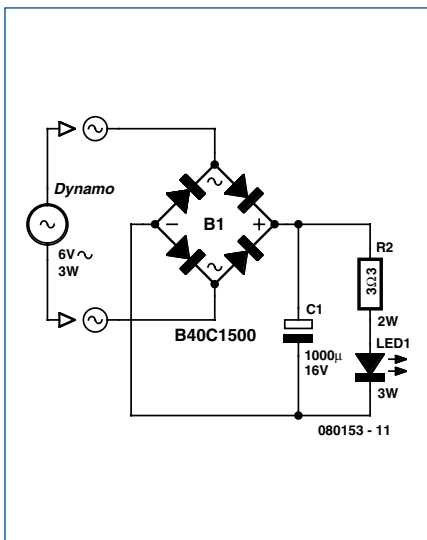 Dynamo
6V∼
3W
B1
−
+
B40C1500
C1
1000μ
16V
R2
3Ω3
2W
LED1
3W
080153 - 11